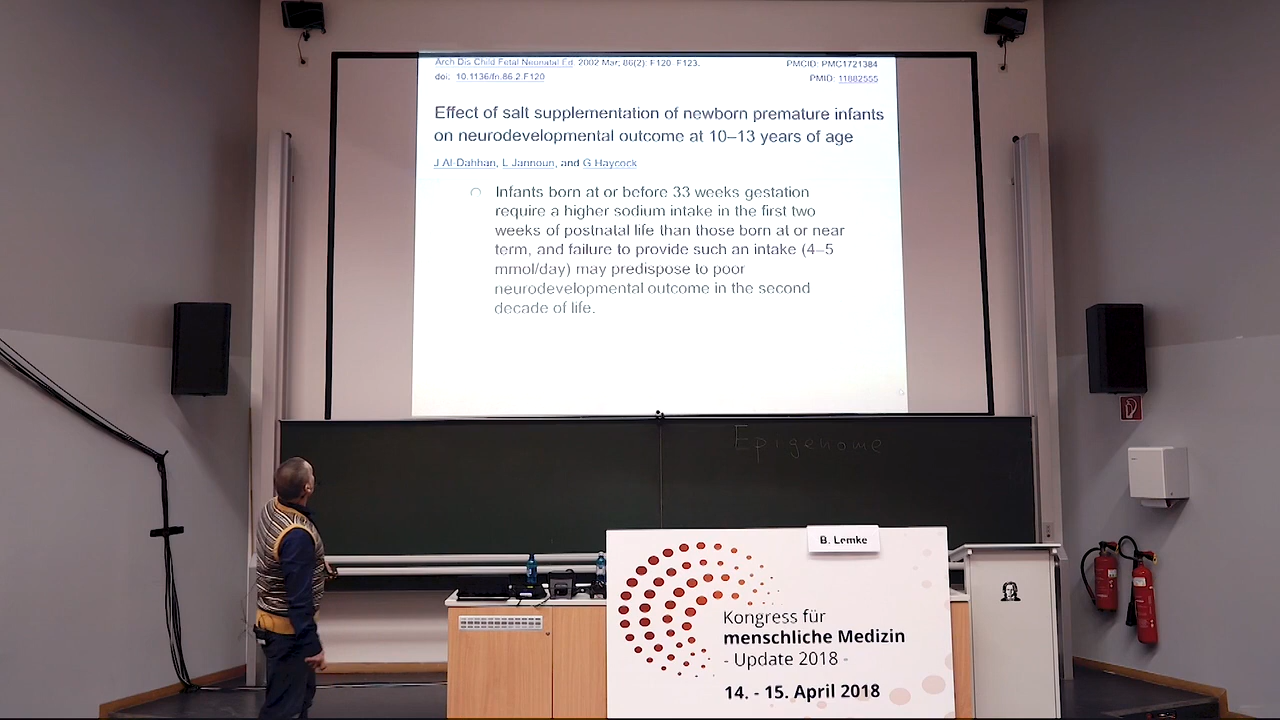 Arch Dis Child Fetal Neonatal Ed. 2002 Mar; 86(2): F120–F123.
doi: 10.1136/fn.86.2.F120
PMCID: PMC1721384
PMID: 11882555
Effect of salt supplementation of newborn premature infants
on neurodevelopmental outcome at 10–13 years of age
J Al-Dahhan, L Jannoun, and G Haycock
Infants born at or before 33 weeks gestation
require a higher sodium intake in the first two
weeks of postnatal life than those born at or near
term, and failure to provide such an intake (4–5
mmol/day) may predispose to poor
neurodevelopmental outcome in the second
decade of life.
Epigenome
B. Lemke
Kongress für
menschliche Medizin
- Update 2018 -
14. - 15. April 2018